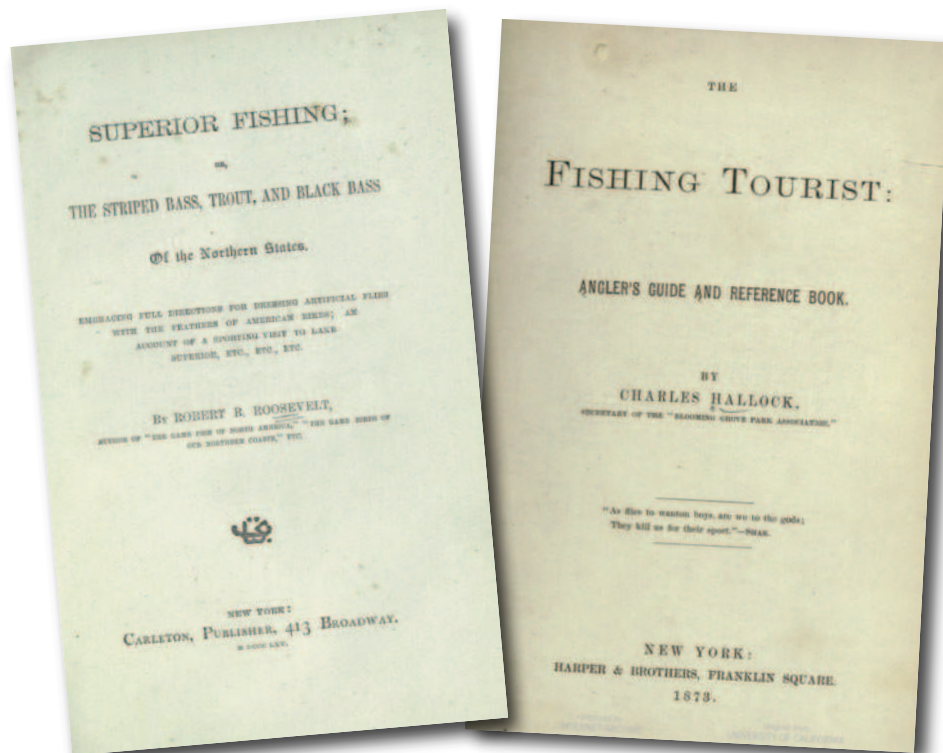 SUPERIOR FISHING;
OR,
THE STRIPED BASS, TROUT, AND BLACK BASS
Of the Northern States.
EMBRACING FULL DIRECTIONS FOR DRESSING ARTIFICIAL FLIES
WITH THE FEATHERS OF AMERICAN BIRDS; AN
ACCOUNT OF A SPORTING VISIT TO LAKE
SUPERIOR, ETC., ETC., ETC.
BY ROBERT B. ROOSEVELT,
AUTHOR OF "THE GAME FISH OF NORTH AMERICA," "THE GAME BIRDS OF
OUR NORTHERN COASTS," ETC.
NEW YORK:
CARLETON, PUBLISHER, 413 BROADWAY.
M DCCC LXV.
THE
FISHING TOURIST:
ANGLER'S GUIDE AND REFERENCE BOOK.
BY
CHARLES HALLOCK,
SECRETARY OF THE "BLOOMING GROVE PARK ASSOCIATION."
"As flies to wanton boys, are we to the gods;
They kill us for their sport."—SHAK.
NEW YORK:
HARPER & BROTHERS, FRANKLIN SQUARE.
1873.
UNIVERSITY OF CALIFORNIA